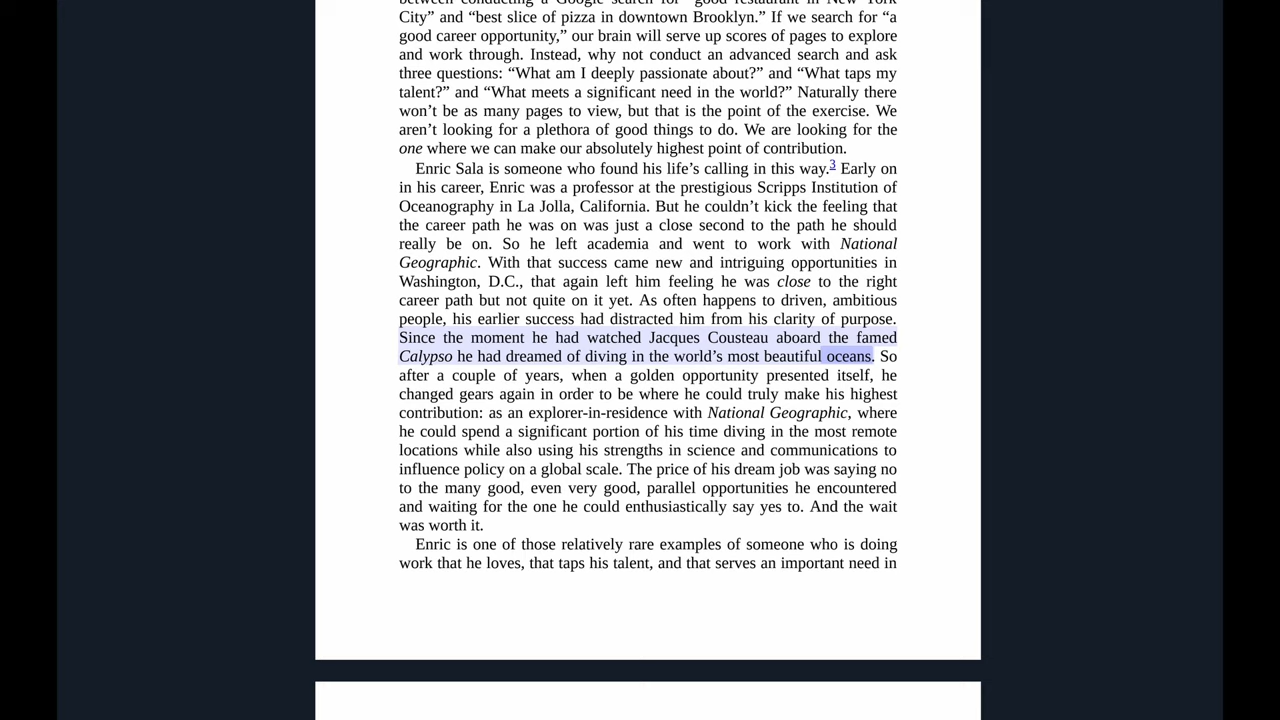 between conducting a Google search for “good restaurant in New York
City” and “best slice of pizza in downtown Brooklyn.” If we search for “a
good career opportunity,” our brain will serve up scores of pages to explore
and work through. Instead, why not conduct an advanced search and ask
three questions: “What am I deeply passionate about?” and “What taps my
talent?” and “What meets a significant need in the world?” Naturally there
won’t be as many pages to view, but that is the point of the exercise. We
aren’t looking for a plethora of good things to do. We are looking for the
one where we can make our absolutely highest point of contribution.
Enric Sala is someone who found his life’s calling in this way.3 Early on
in his career, Enric was a professor at the prestigious Scripps Institution of
Oceanography in La Jolla, California. But he couldn’t kick the feeling that
the career path he was on was just a close second to the path he should
really be on. So he left academia and went to work with National
Geographic. With that success came new and intriguing opportunities in
Washington, D.C., that again left him feeling he was close to the right
career path but not quite on it yet. As often happens to driven, ambitious
people, his earlier success had distracted him from his clarity of purpose.
Since the moment he had watched Jacques Cousteau aboard the famed
Calypso he had dreamed of diving in the world’s most beautiful oceans. So
after a couple of years, when a golden opportunity presented itself, he
changed gears again in order to be where he could truly make his highest
contribution: as an explorer-in-residence with National Geographic, where
he could spend a significant portion of his time diving in the most remote
locations while also using his strengths in science and communications to
influence policy on a global scale. The price of his dream job was saying no
to the many good, even very good, parallel opportunities he encountered
and waiting for the one he could enthusiastically say yes to. And the wait
was worth it.
Enric is one of those relatively rare examples of someone who is doing
work that he loves, that taps his talent, and that serves an important need in